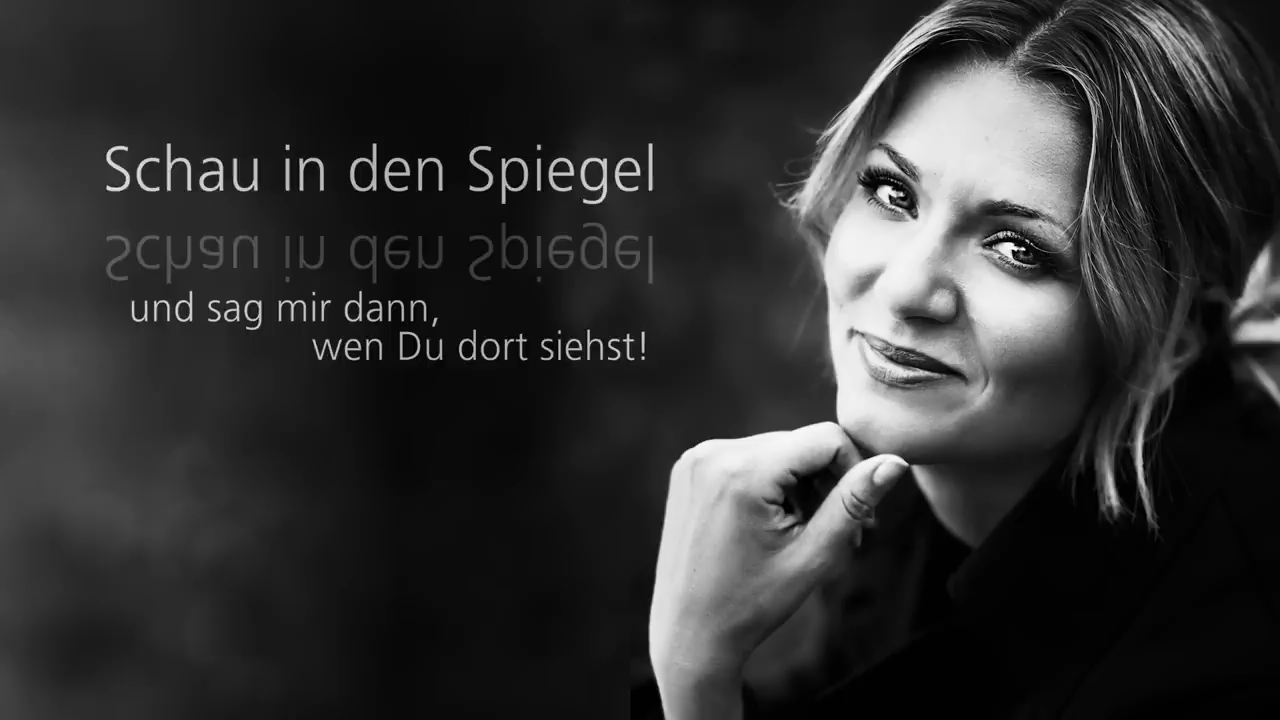 Schau in den Spiegel
Schau in den Spiegel
und sag mir dann,
wen Du dort siehst!